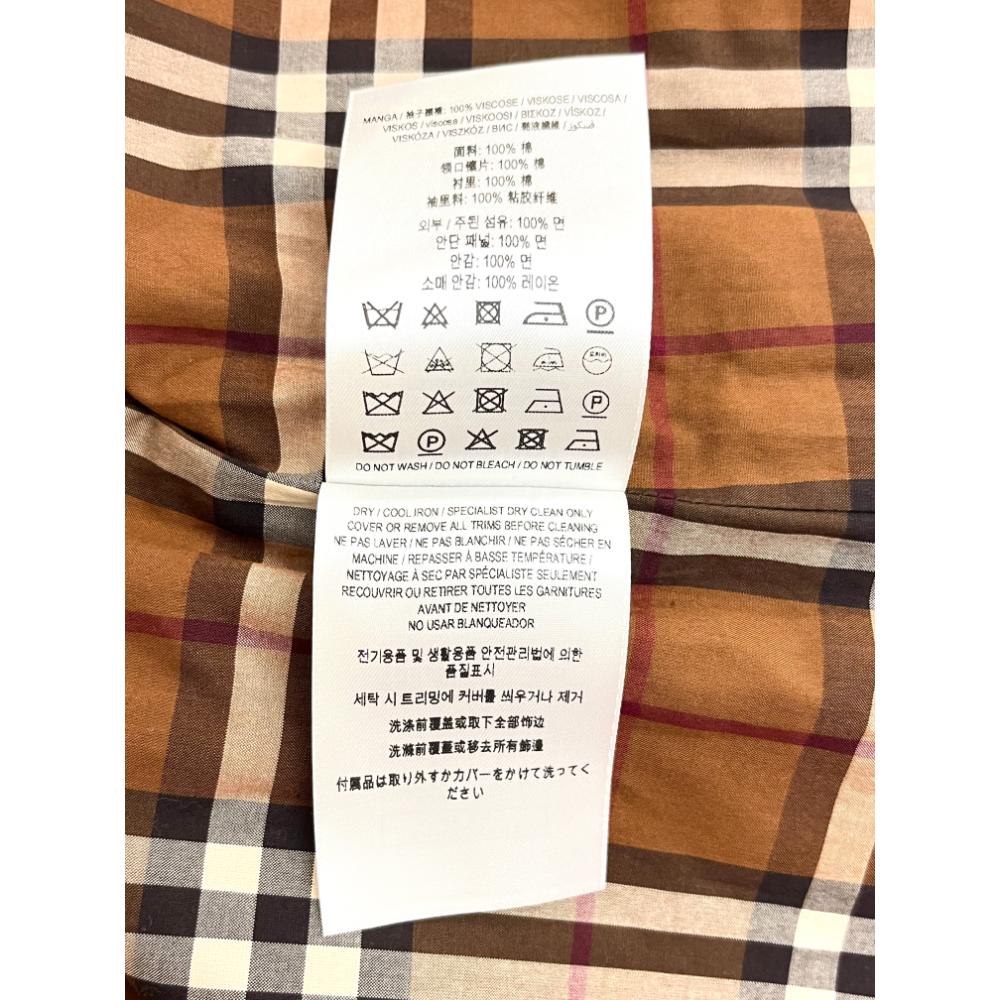 MANGA / 袖子裡襯: 100% VISCOSE / VISKOSE / VISCOSA /
VISKOS / viscosa / VISKOOSI / ΒΙΣΚΟΖ / VÍSKOZ /
VISKÓZA / VISZKÓZ / ВИС / 黏液纖維 / فسكوز /
面料: 100% 棉
领口镶片: 100% 棉
衬里: 100% 棉
袖里料: 100% 粘胶纤维
외부 / 주된 섬유: 100% 면
안단 패널: 100% 면
안감: 100% 면
소매 안감: 100% 레이온
P
드라이
P
P
DO NOT WASH / DO NOT BLEACH / DO NOT TUMBLE
DRY / COOL IRON / SPECIALIST DRY CLEAN ONLY
COVER OR REMOVE ALL TRIMS BEFORE CLEANING
NE PAS LAVER / NE PAS BLANCHIR / NE PAS SÉCHER EN
MACHINE / REPASSER À BASSE TEMPÉRATURE /
NETTOYAGE À SEC PAR SPÉCIALISTE SEULEMENT
RECOUVRIR OU RETIRER TOUTES LES GARNITURES
AVANT DE NETTOYER
NO USAR BLANQUEADOR
전기용품 및 생활용품 안전관리법에 의한
품질표시
세탁 시 트리밍에 커버를 씌우거나 제거
洗涤前覆盖或取下全部饰边
洗滌前覆蓋或移去所有飾邊
付属品は取り外すかカバーをかけて洗ってく
ださい